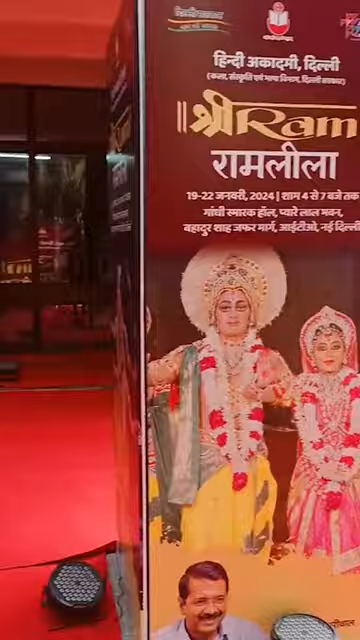 हिन्दी अकादमी, दिल्ली
(कला, संस्कृति एवं भाषा विभाग, दिल्ली सरकार)
॥ श्रीRam
रामलीला
19-22 जनवरी, 2024 | शाम 4 से 7 बजे तक
गांधी स्मारक हॉल, प्यारे लाल भवन,
बहादुर शाह जफर मार्ग, आईटीओ, नई दिल्ली